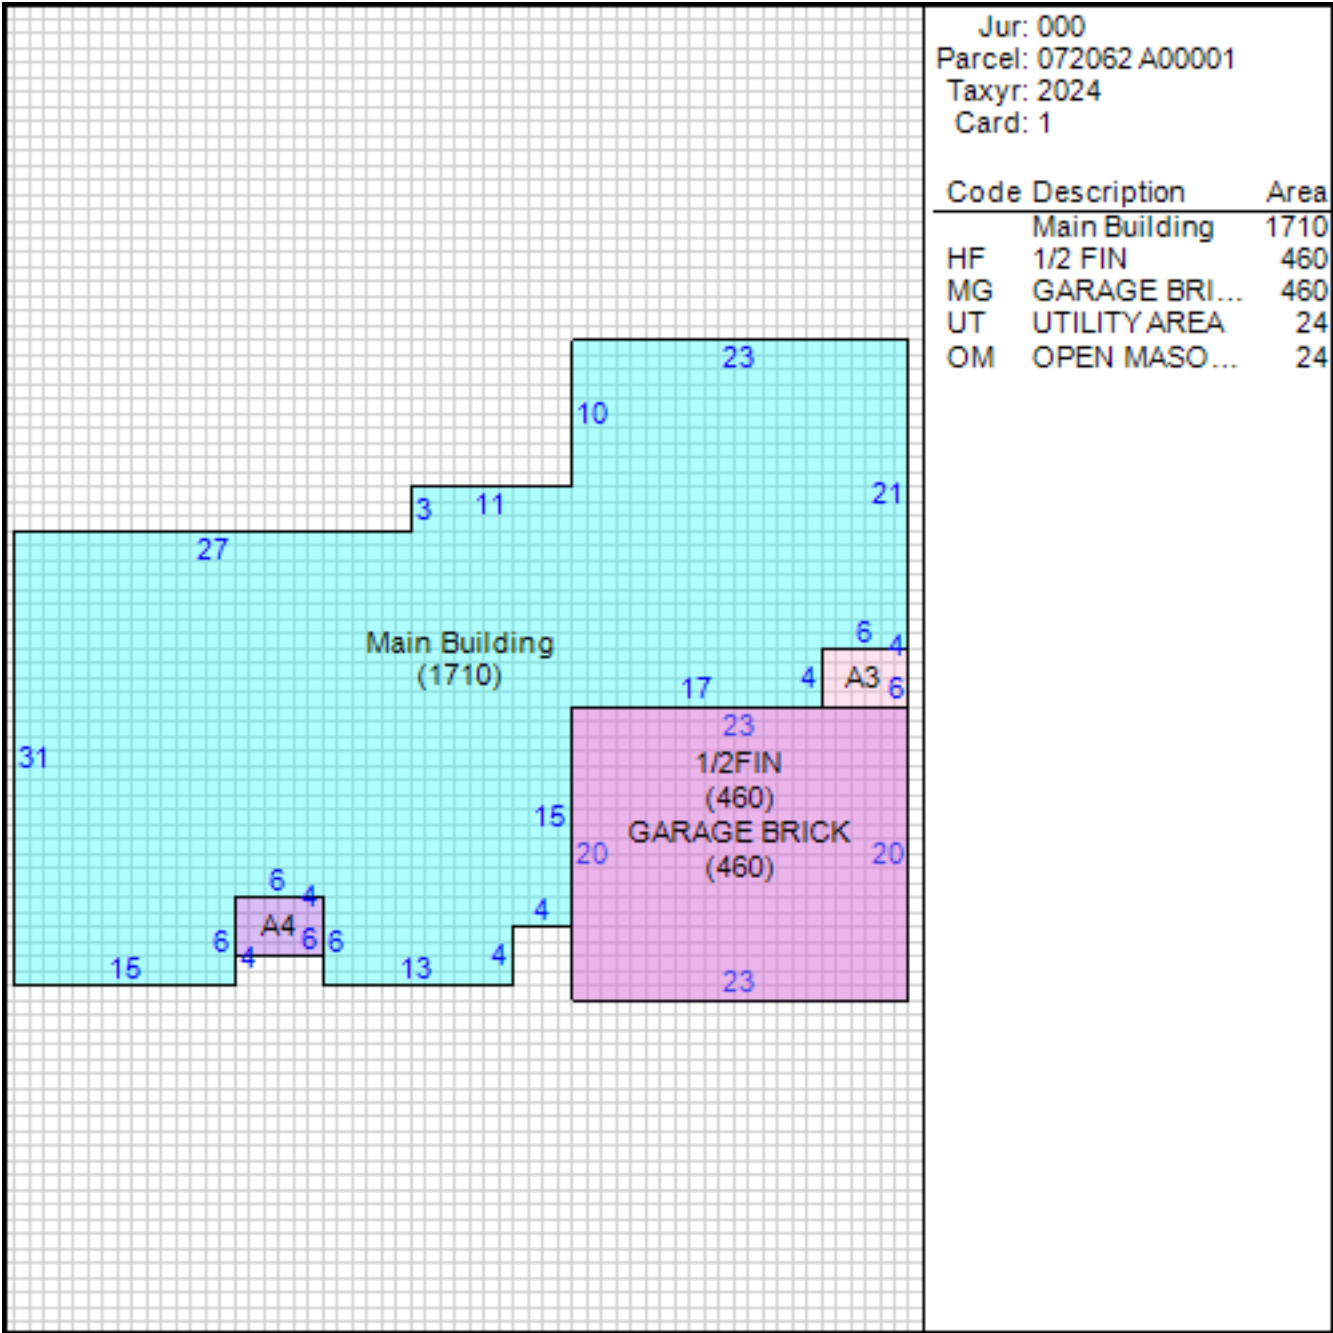 Jur: 000
Parcel: 072062 A00001
Taxyr: 2024
Card: 1
Code Description Area
Main Building 1710
HF 1/2 FIN 460
MG GARAGE BRI... 460
UT UTILITY AREA 24
OM OPEN MASO... 24
23
10
21
3 11
27
6 4
Main Building
(1710)
4 A3 6
17
23
31
1/2FIN
(460)
15
GARAGE BRICK
20 20
(460)
6 4
4
A4
6 6 6
4 4
15 13
23